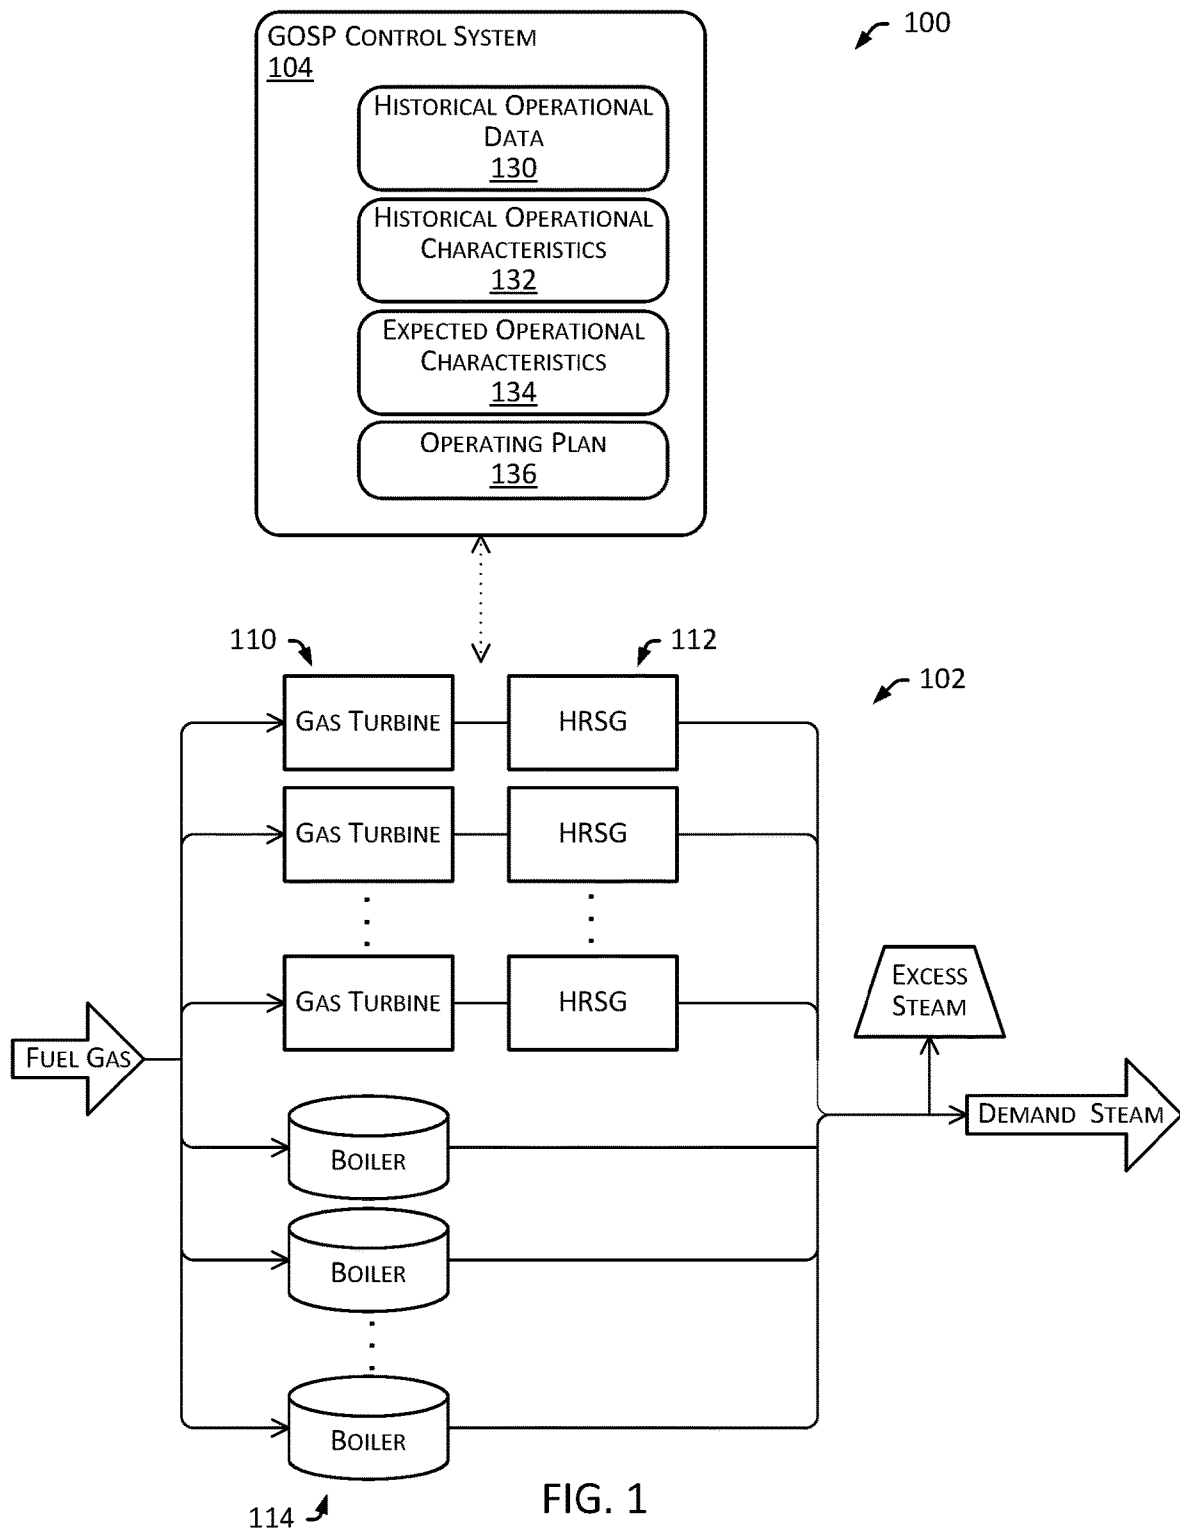 100
GOSP CONTROL SYSTEM
104
HISTORICAL OPERATIONAL
DATA
130
HISTORICAL OPERATIONAL
CHARACTERISTICS
132
EXPECTED OPERATIONAL
CHARACTERISTICS
134
OPERATING PLAN
136
110
112
102
GAS TURBINE
HRSG
GAS TURBINE
HRSG
GAS TURBINE
HRSG
EXCESS
STEAM
FUEL GAS
DEMAND STEAM
BOILER
BOILER
BOILER
114
FIG. 1